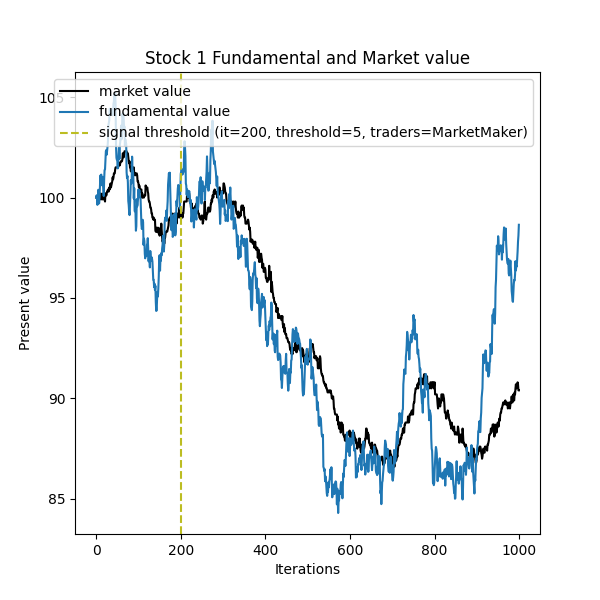 Stock 1 Fundamental and Market value
market value
fundamental value
signal threshold (it=200, threshold=5, traders=MarketMaker)
105
100
95
90
85
Present value
0 200 400 600 800 1000
Iterations